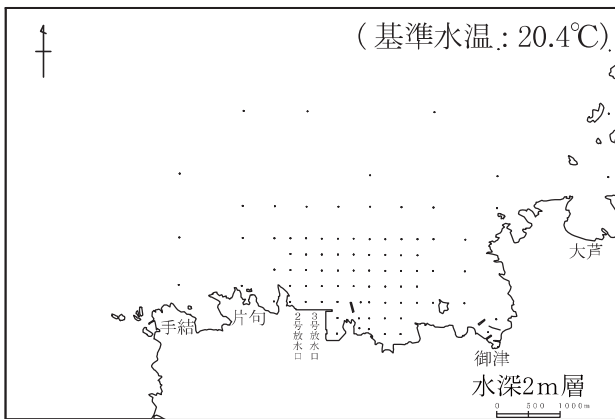 (基準水温:20.4℃)
大芦
手結
片句
2号放水口
3号放水口
御津
水深2m層
0 500 1000m